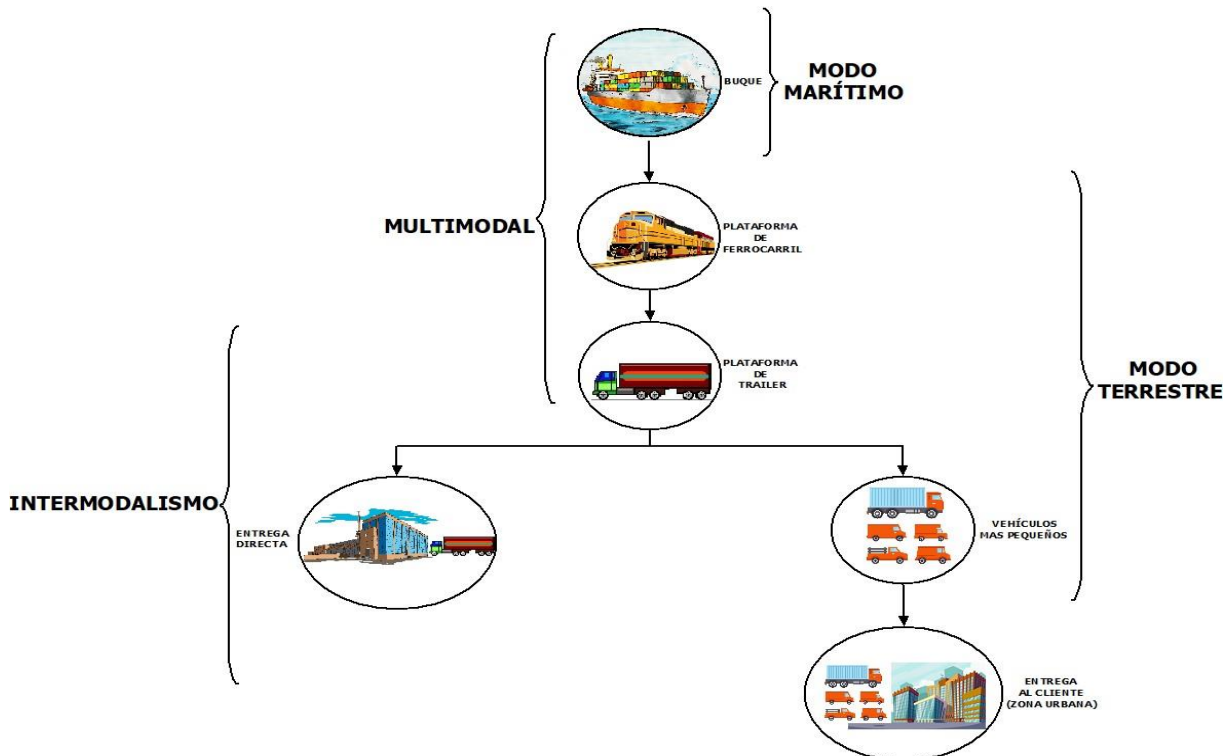 BUQUE
MODO
MARÍTIMO
MULTIMODAL
PLATAFORMA
DE
FERROCARRIL
PLATAFORMA
DE
TRAILER
MODO
TERRESTRE
INTERMODALISMO
ENTREGA
DIRECTA
VEHÍCULOS
MAS PEQUEÑOS
ENTREGA
AL CLIENTE
(ZONA URBANA)